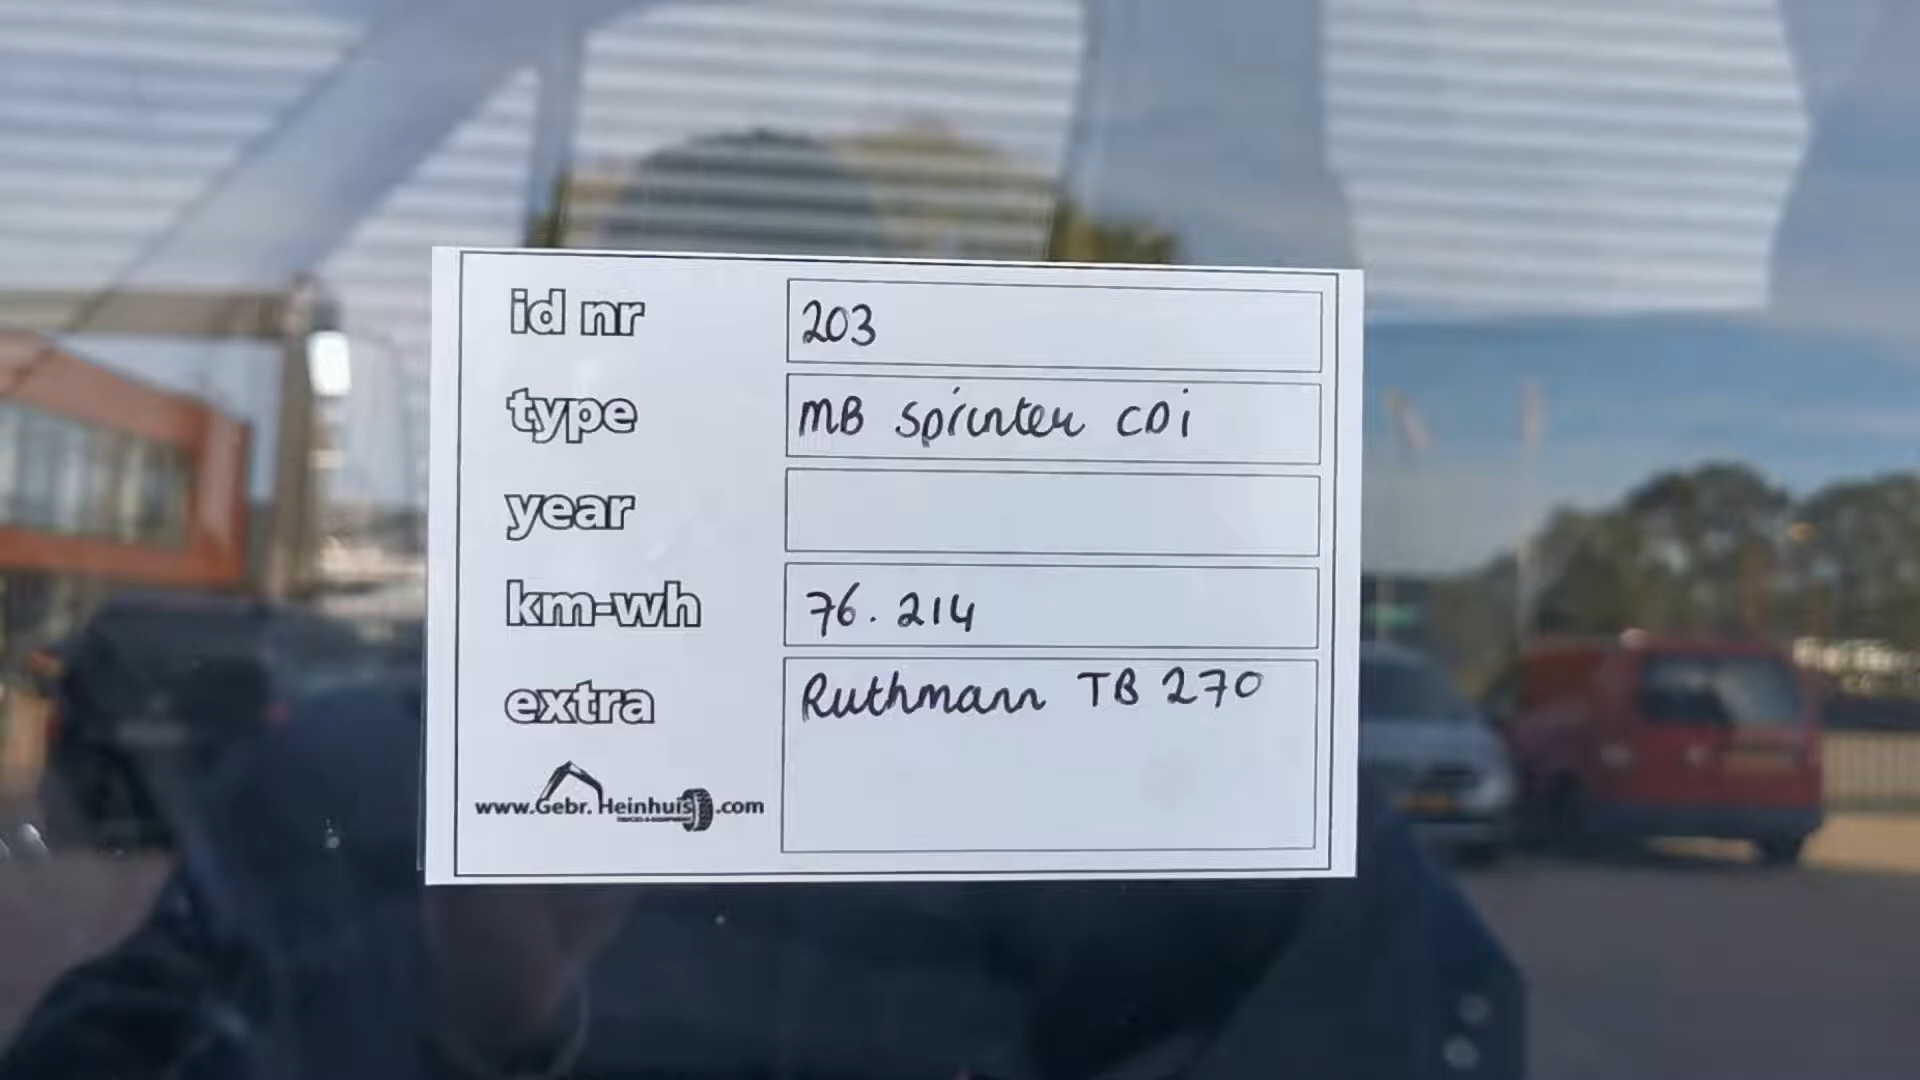 id nr 203
type MB Sprinter CDi
year
km-wh 76.214
extra Ruthmann TB 270
www.Gebr.Heinhuis.com